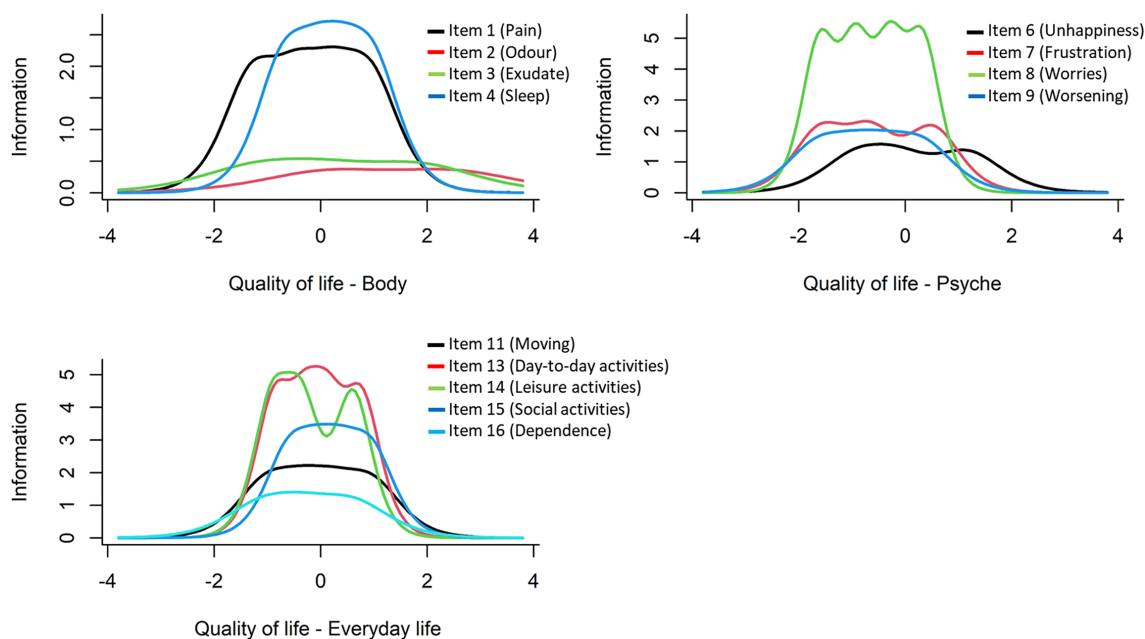 Item 1 (Pain)
Item 2 (Odour)
Item 3 (Exudate)
Item 4 (Sleep)
Information
2.0
1.0
0.0
-4 -2 0 2 4
Quality of life - Body
Item 6 (Unhappiness)
Item 7 (Frustration)
Item 8 (Worries)
Item 9 (Worsening)
Information
5
4
3
2
1
0
-4 -2 0 2 4
Quality of life - Psyche
Item 11 (Moving)
Item 13 (Day-to-day activities)
Item 14 (Leisure activities)
Item 15 (Social activities)
Item 16 (Dependence)
Information
5
4
3
2
1
0
-4 -2 0 2 4
Quality of life - Everyday life